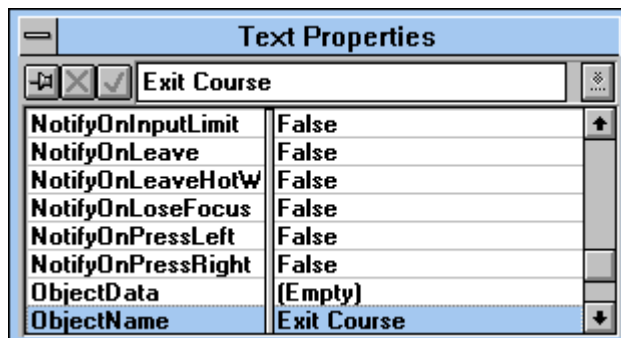 Text Properties
Exit Course
NotifyOnInputLimit False
NotifyOnLeave False
NotifyOnLeaveHotW False
NotifyOnLoseFocus False
NotifyOnPressLeft False
NotifyOnPressRight False
ObjectData (Empty)
ObjectName Exit Course